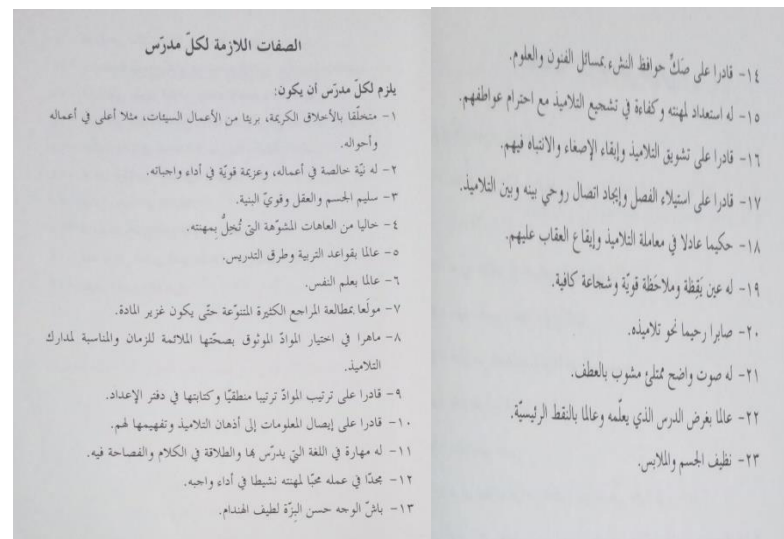 الصفات اللازمة لكلّ مدرّس
يلزم لكلّ مدرّس أن يكون:
١- متخلّقا بالأخلاق الكريمة، بريئا من الأعمال السيئات، مثلا أعلى في أعماله
وأحواله.
٢- له نيّة خالصة في أعماله، وعزيمة قويّة في أداء واجباته.
٣- سليم الجسم والعقل وقويّ البنية.
٤- خاليا من العاهات المشوّهة التي تُخِلُّ بِمهنته.
٥- عالما بقواعد التربية وطرق التدريس.
٦- عالما بعلم النفس.
٧- مولَعا بمطالعة المراجع الكثيرة المتنوّعة حتّى يكون غزير المادة.
٨- ماهرا في اختيار الموادّ الموثوق بصحّتها الملائمة للزمان والمناسبة لمدارك
التلاميذ.
٩- قادرا على ترتيب الموادّ ترتيبا منطقيّا وكتابتها في دفتر الإعداد.
١٠- قادرا على إيصال المعلومات إلى أذهان التلاميذ وتفهيمها لهم.
١١- له مهارة في اللغة التي يدرّس بها والطلاقة في الكلام والفصاحة فيه.
١٢- مجدّا في عمله محبّا لمهنته نشيطا في أداء واجبه.
١٣- باشّ الوجه حسن البِزّة لطيف الهندام.
١٤- قادرا على صَكِّ حوافظ النشء بمسائل الفنون والعلوم.
١٥- له استعداد لمهنته وكفاءة في تشجيع التلاميذ مع احترام عواطفهم.
١٦- قادرا على تشويق التلاميذ وإبقاء الإصغاء والانتباه فيهم.
١٧- قادرا على استيلاء الفصل وإيجاد اتصال روحي بينه وبين التلاميذ.
١٨- حكيما عادلا في معاملة التلاميذ وإيقاع العقاب عليهم.
١٩- له عين يَقِظة وملاحَظة قويّة وشجاعة كافية.
٢٠- صابرا رحيما نحو تلاميذه.
٢١- له صوت واضح ممتلئ مشوب بالعطف.
٢٢- عالما بغرض الدرس الذي يعلّمه وعالما بالنقط الرئيسيّة.
٢٣- نظيف الجسم والملابس.